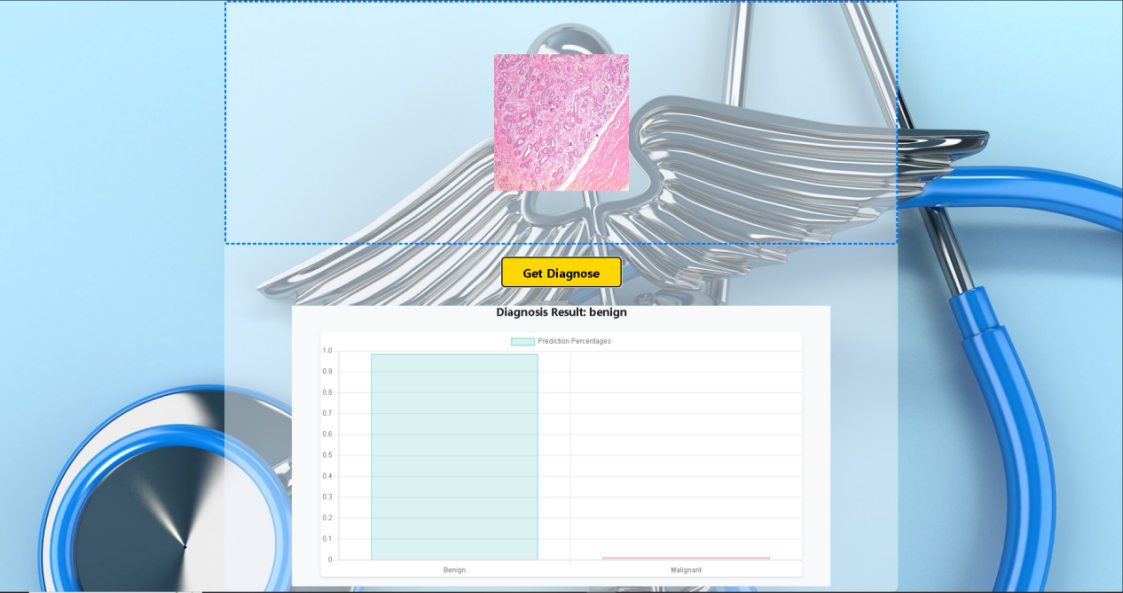 Get Diagnose
Diagnosis Result: benign
Prediction Percentages
1.0
0.9
0.8
0.7
0.6
0.5
0.4
0.3
0.2
0.1
0
Benign Malignant